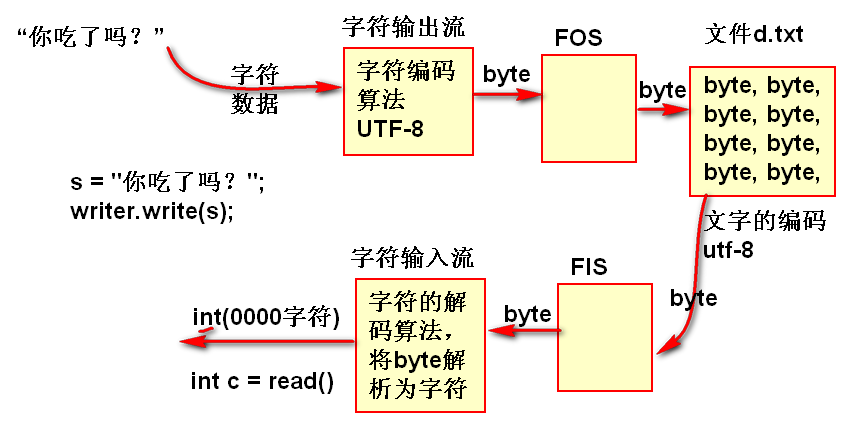 “你吃了吗？”
字符
数据
字符输出流
字符编码
算法
UTF-8
byte
FOS
byte
文件d.txt
byte, byte,
byte, byte,
byte, byte,
byte, byte,
s = "你吃了吗？";
writer.write(s);
文字的编码
utf-8
byte
FIS
byte
字符输入流
字符的解
码算法，
将byte解
析为字符
int(0000字符)
int c = read()